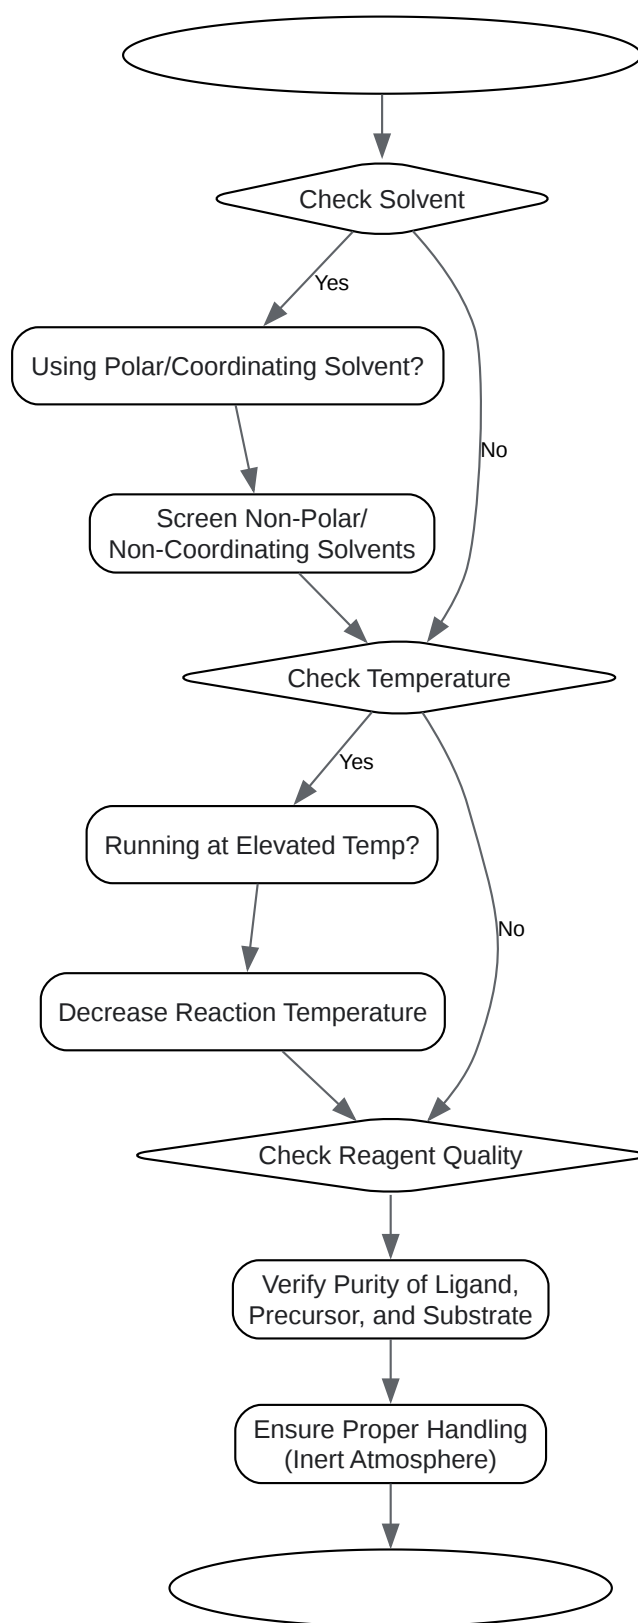 Check Solvent
Yes
Using Polar/Coordinating Solvent?
No
Screen Non-Polar/
Non-Coordinating Solvents
Check Temperature
Yes
Running at Elevated Temp?
No
Decrease Reaction Temperature
Check Reagent Quality
Verify Purity of Ligand,
Precursor, and Substrate
Ensure Proper Handling
(Inert Atmosphere)